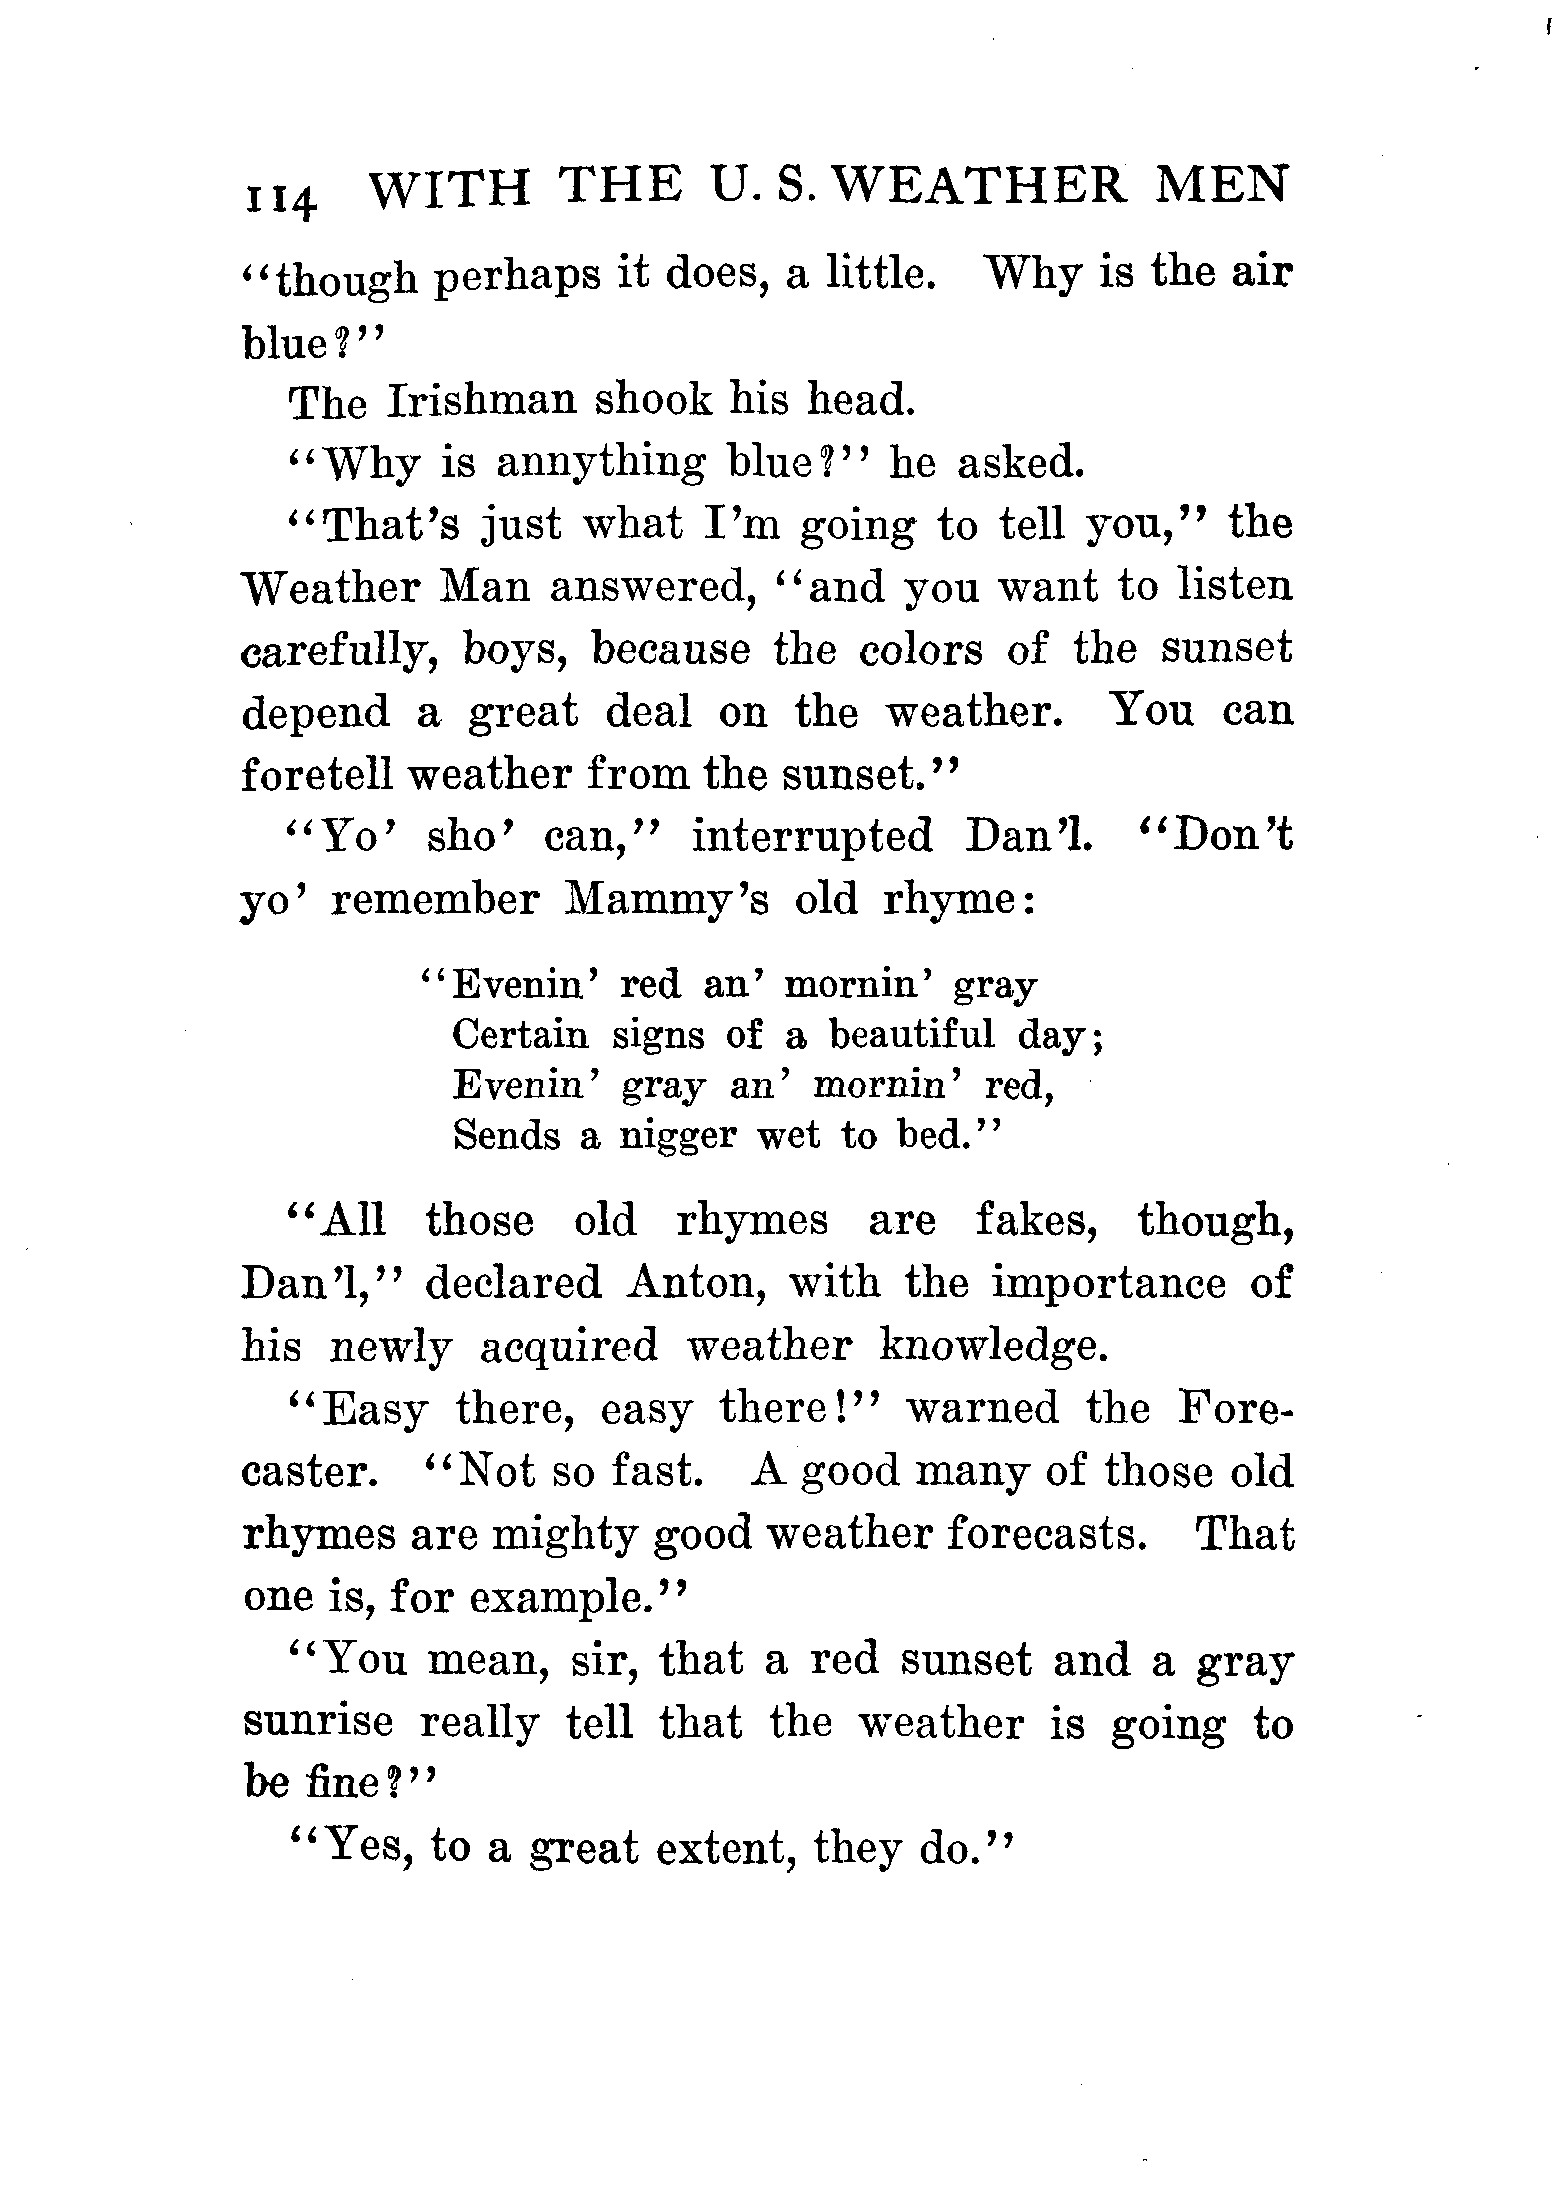 114 WITH THE U. S. WEATHER MEN
"though perhaps it does, a little. Why is the air
blue?"
The Irishman shook his head.
"Why is annything blue?" he asked.
"That's just what I'm going to tell you," the
Weather Man answered, "and you want to listen
carefully, boys, because the colors of the sunset
depend a great deal on the weather. You can
foretell weather from the sunset."
"Yo' sho' can," interrupted Dan'l. "Don't
yo' remember Mammy's old rhyme:
"Evenin' red an' mornin' gray
Certain signs of a beautiful day;
Evenin' gray an' mornin' red,
Sends a nigger wet to bed."
"All those old rhymes are fakes, though,
Dan'l," declared Anton, with the importance of
his newly acquired weather knowledge.
"Easy there, easy there!" warned the Fore-
caster. "Not so fast. A good many of those old
rhymes are mighty good weather forecasts. That
one is, for example."
"You mean, sir, that a red sunset and a gray
sunrise really tell that the weather is going to
be fine?"
"Yes, to a great extent, they do."